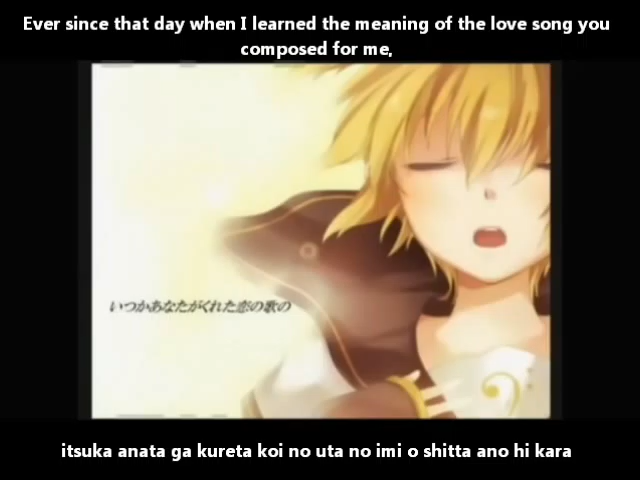 Ever since that day when I learned the meaning of the love song you
composed for me,
いつかあなたがくれた恋の歌の
itsuka anata ga kureta koi no uta no imi o shitta ano hi kara